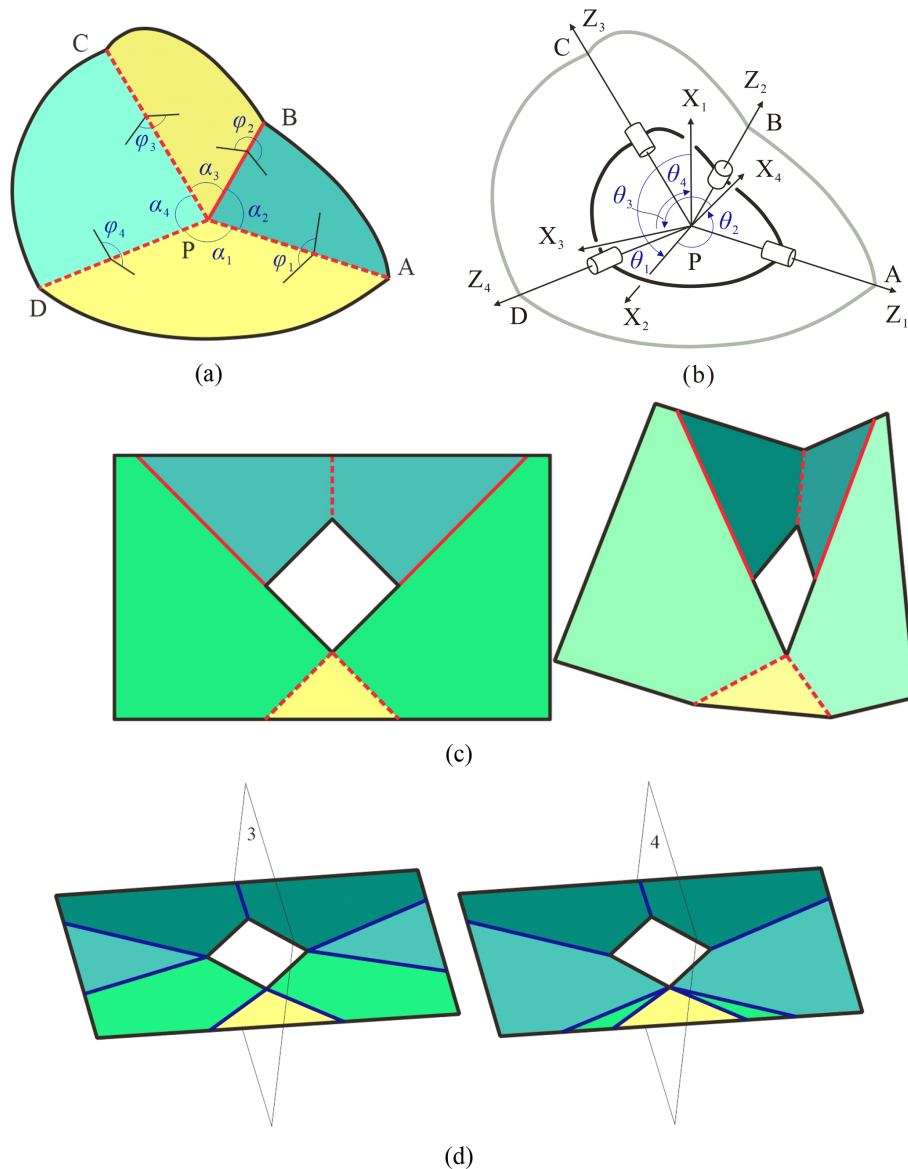 C
B
φ₂
φ₃
α₃
α₄
α₂
φ₄
P
α₁
φ₁
A
D
(a)
Z₃
C
Z₂
X₁
B
X₄
θ₄
θ₃
θ₂
X₃
θ₁
P
A
Z₄
D
Z₁
X₂
(b)
(c)
3
4
(d)